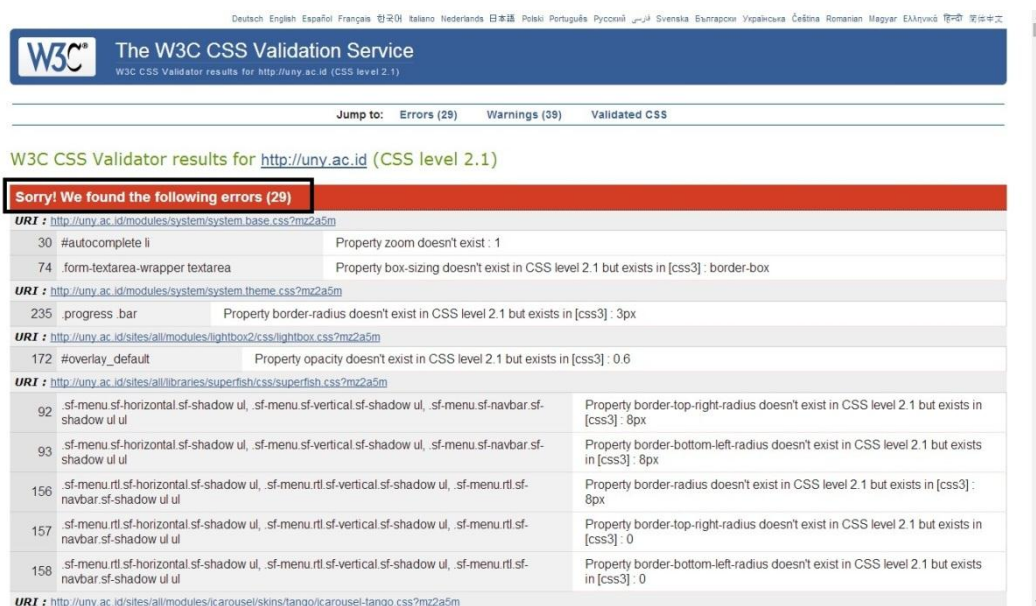 Deutsch English Español Français 한국어 Italiano Nederlands 日本語 Polski Português Русский فارسی Svenska Български Українська Čeština Romanian Magyar Ελληνικά हिन्दी 简体中文
W3C®
The W3C CSS Validation Service
W3C CSS Validator results for http://uny.ac.id (CSS level 2.1)
Jump to: Errors (29) Warnings (39) Validated CSS
W3C CSS Validator results for http://uny.ac.id (CSS level 2.1)
Sorry! We found the following errors (29)
URI : http://uny.ac.id/modules/system/system.base.css?mz2a5m
30 #autocomplete li Property zoom doesn't exist : 1
74 .form-textarea-wrapper textarea Property box-sizing doesn't exist in CSS level 2.1 but exists in [css3] : border-box
URI : http://uny.ac.id/modules/system/system.theme.css?mz2a5m
235 .progress .bar Property border-radius doesn't exist in CSS level 2.1 but exists in [css3] : 3px
URI : http://uny.ac.id/sites/all/modules/lightbox2/css/lightbox.css?mz2a5m
172 #overlay_default Property opacity doesn't exist in CSS level 2.1 but exists in [css3] : 0.6
URI : http://uny.ac.id/sites/all/libraries/superfish/css/superfish.css?mz2a5m
92 .sf-menu.sf-horizontal.sf-shadow ul, .sf-menu.sf-vertical.sf-shadow ul, .sf-menu.sf-navbar.sf-
shadow ul ul
Property border-top-right-radius doesn't exist in CSS level 2.1 but exists in
[css3] : 8px
93 .sf-menu.sf-horizontal.sf-shadow ul, .sf-menu.sf-vertical.sf-shadow ul, .sf-menu.sf-navbar.sf-
shadow ul ul
Property border-bottom-left-radius doesn't exist in CSS level 2.1 but exists
in [css3] : 8px
156 .sf-menu.rtl.sf-horizontal.sf-shadow ul, .sf-menu.rtl.sf-vertical.sf-shadow ul, .sf-menu.rtl.sf-
navbar.sf-shadow ul ul
Property border-radius doesn't exist in CSS level 2.1 but exists in [css3] :
8px
157 .sf-menu.rtl.sf-horizontal.sf-shadow ul, .sf-menu.rtl.sf-vertical.sf-shadow ul, .sf-menu.rtl.sf-
navbar.sf-shadow ul ul
Property border-top-right-radius doesn't exist in CSS level 2.1 but exists in
[css3] : 0
158 .sf-menu.rtl.sf-horizontal.sf-shadow ul, .sf-menu.rtl.sf-vertical.sf-shadow ul, .sf-menu.rtl.sf-
navbar.sf-shadow ul ul
Property border-bottom-left-radius doesn't exist in CSS level 2.1 but exists
in [css3] : 0
URI : http://uny.ac.id/sites/all/modules/jcarousel/skins/tango/jcarousel-tango.css?mz2a5m